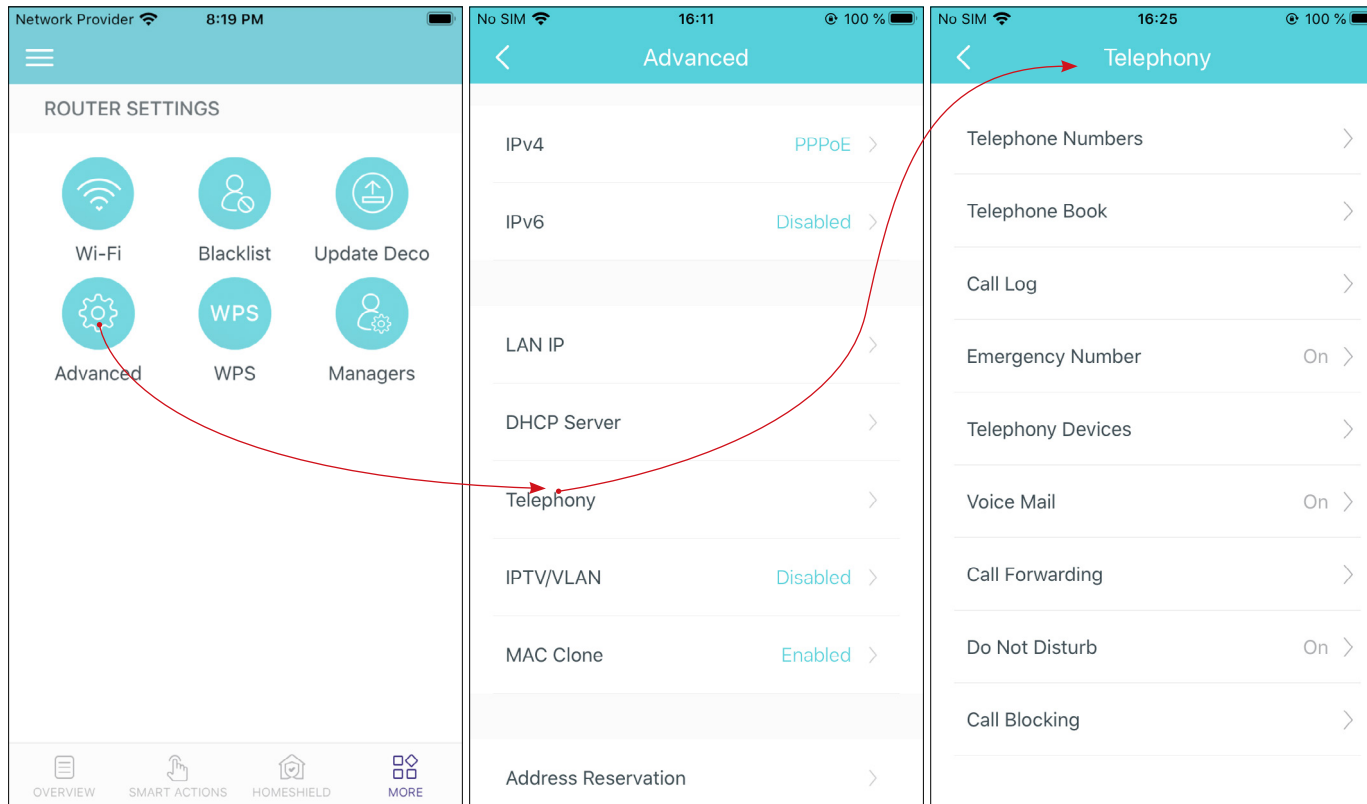 Network Provider 8:19 PM
ROUTER SETTINGS
Wi-Fi Blacklist Update Deco
WPS
Advanced WPS Managers
OVERVIEW SMART ACTIONS HOMESHIELD MORE
No SIM 16:11 100 %
Advanced
IPv4 PPPoE
IPv6 Disabled
LAN IP
DHCP Server
Telephony
IPTV/VLAN Disabled
MAC Clone Enabled
Address Reservation
No SIM 16:25 100 %
Telephony
Telephone Numbers
Telephone Book
Call Log
Emergency Number On
Telephony Devices
Voice Mail On
Call Forwarding
Do Not Disturb On
Call Blocking